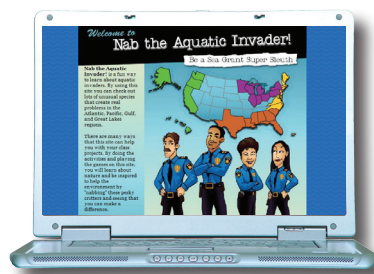 Welcome to
Nab the Aquatic Invader!
Be a Sea Grant Super Sleuth
Nab the Aquatic
Invader! is a fun way
to learn about aquatic
invaders. By using this
site you can check out
lots of unusual species
that create real
problems in the
Atlantic, Pacific, Gulf,
and Great Lakes
regions.
There are many ways
that this site can help
you with your class
projects. By doing the
activities and playing
the games on this site,
you will learn about
nature and be inspired
to help the
environment by
"nabbing" these pesky
critters and seeing that
you can make a
difference.